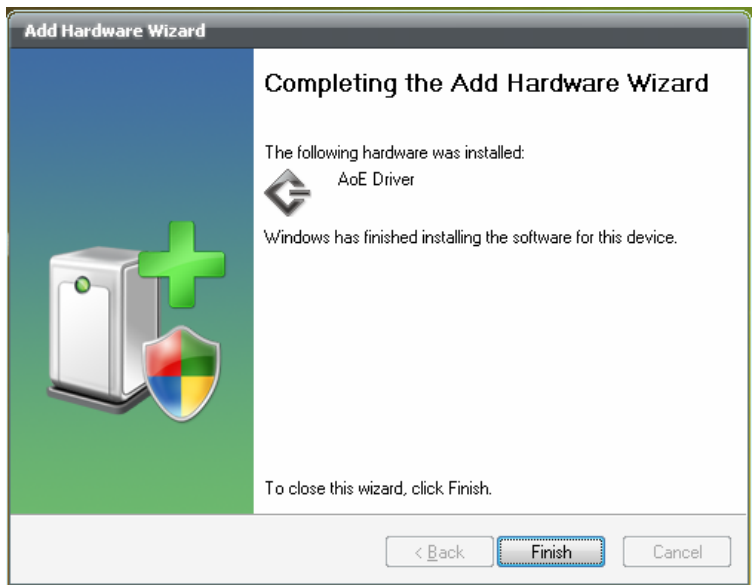 Add Hardware Wizard
Completing the Add Hardware Wizard
The following hardware was installed:
AoE Driver
Windows has finished installing the software for this device.
To close this wizard, click Finish.
< Back Finish Cancel